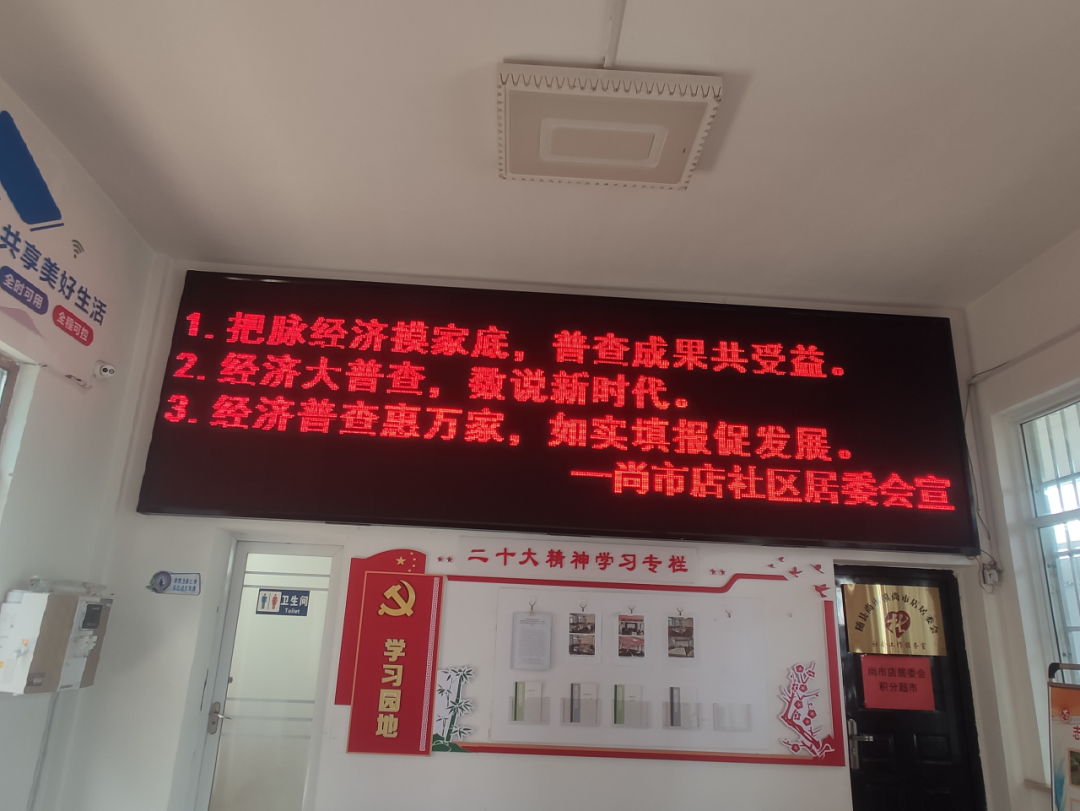 共享美好生活
全时可用
全程可控
1. 把脉经济摸家底，普查成果共受益。
2. 经济大普查，数说新时代。
3. 经济普查惠万家，如实填报促发展。
—尚市店社区居委会宣
二十大精神学习专栏
学习园地
卫生间
Toilet
尚市店居委会
积分超市